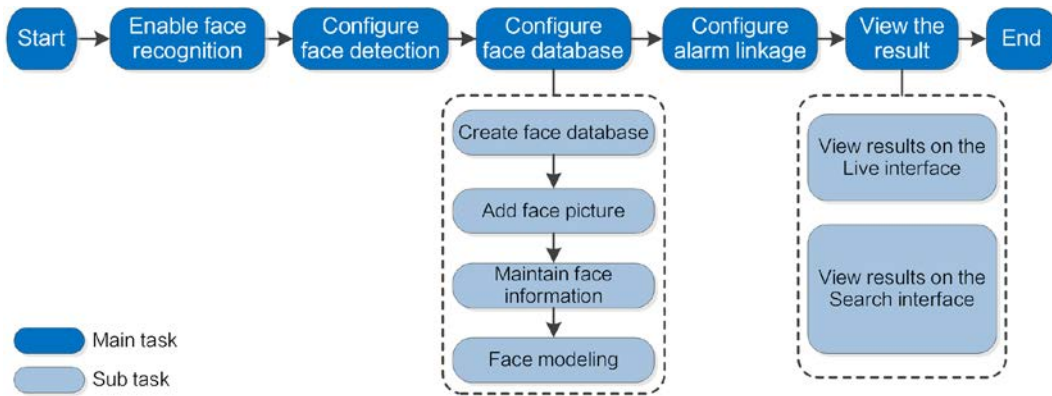 Start
Enable face
recognition
Configure
face detection
Configure
face database
Configure
alarm linkage
View the
result
End
Create face database
Add face picture
Maintain face
information
Face modeling
View results on the
Live interface
View results on the
Search interface
Main task
Sub task